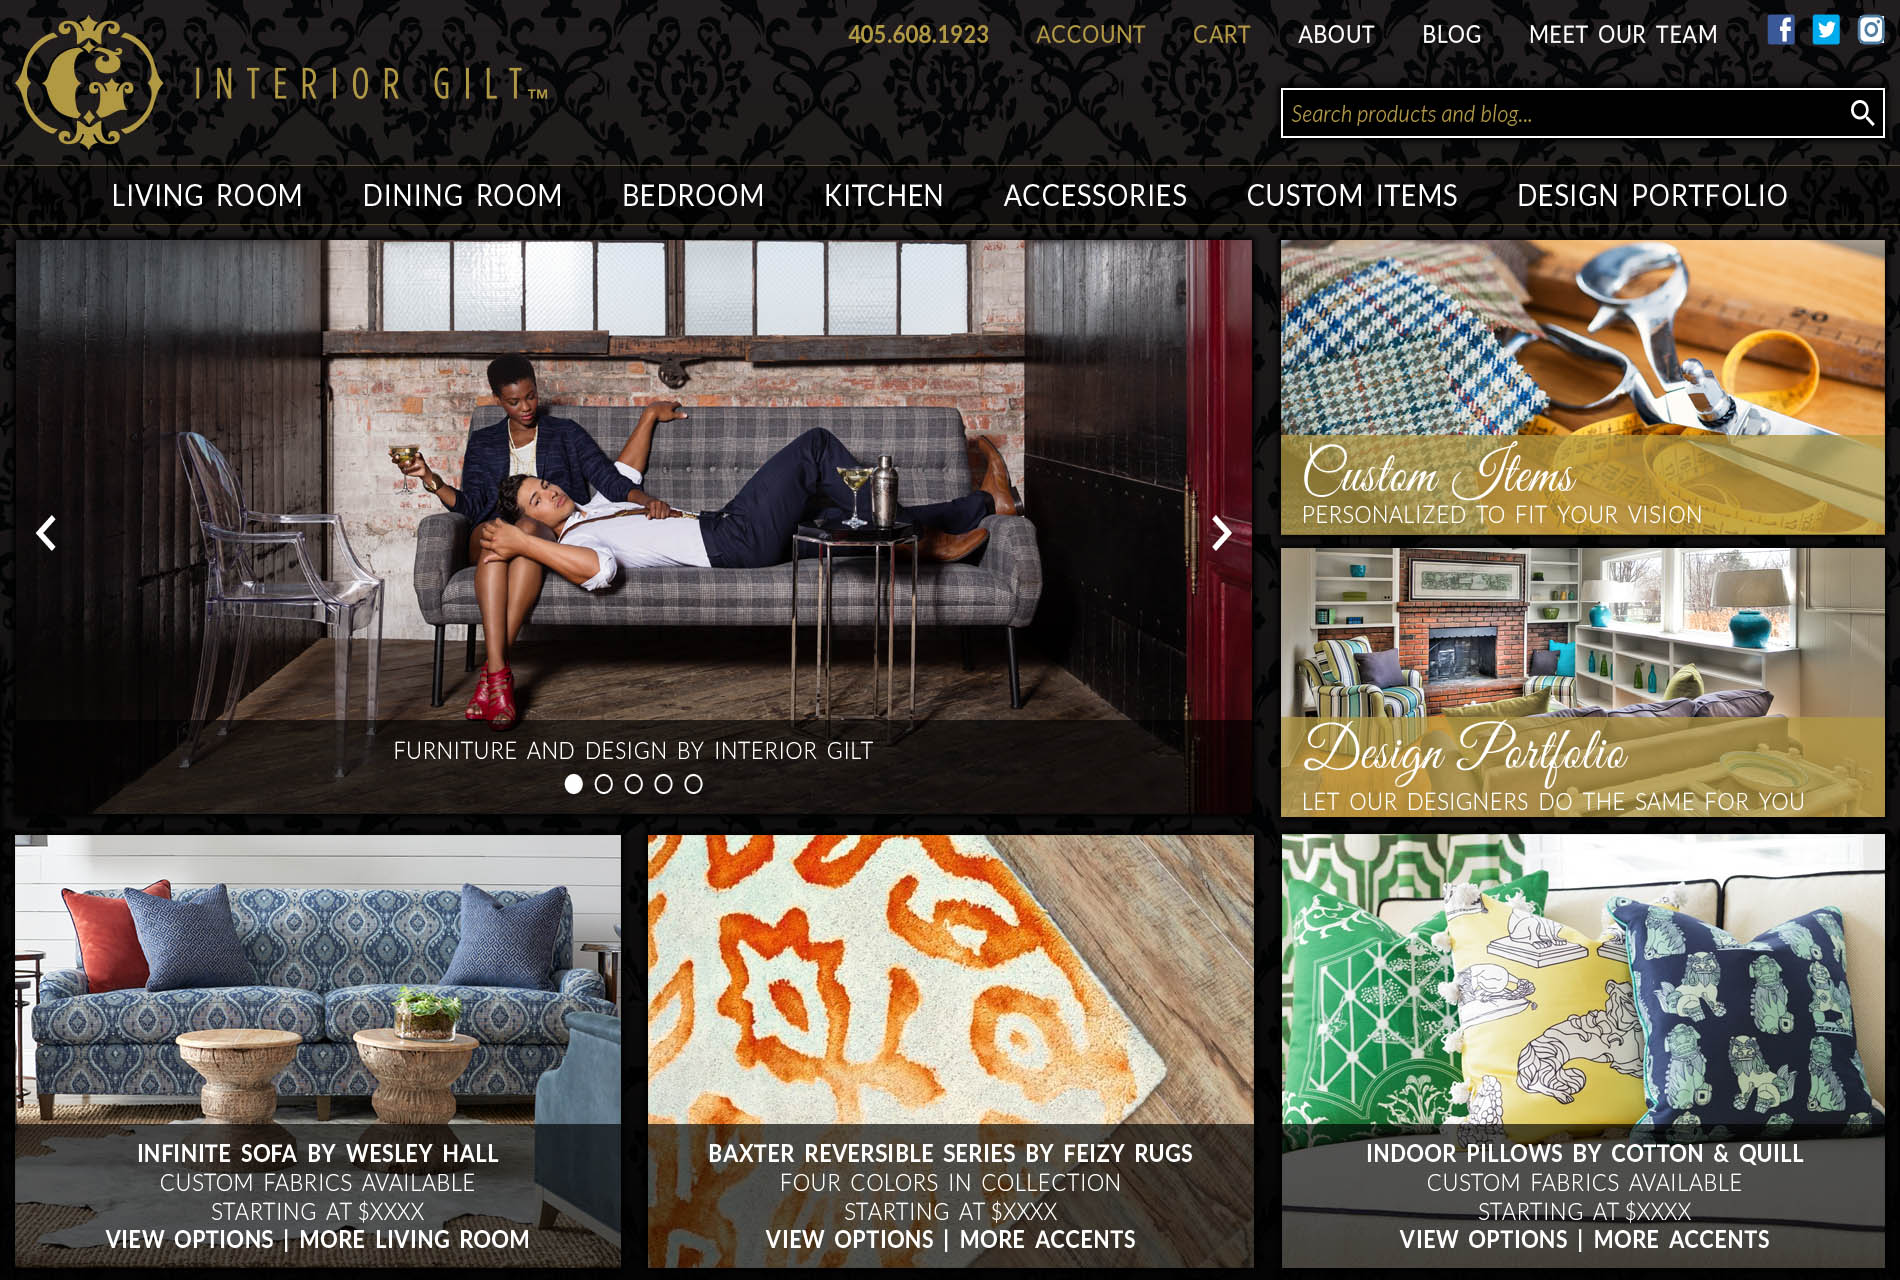 405.608.1923 ACCOUNT CART ABOUT BLOG MEET OUR TEAM
INTERIOR GILT™
Search products and blog...
LIVING ROOM DINING ROOM BEDROOM KITCHEN ACCESSORIES CUSTOM ITEMS DESIGN PORTFOLIO
20
Custom Items
PERSONALIZED TO FIT YOUR VISION
FURNITURE AND DESIGN BY INTERIOR GILT
Design Portfolio
LET OUR DESIGNERS DO THE SAME FOR YOU
INFINITE SOFA BY WESLEY HALL
CUSTOM FABRICS AVAILABLE
STARTING AT $XXXX
VIEW OPTIONS | MORE LIVING ROOM
BAXTER REVERSIBLE SERIES BY FEIZY RUGS
FOUR COLORS IN COLLECTION
STARTING AT $XXXX
VIEW OPTIONS | MORE ACCENTS
INDOOR PILLOWS BY COTTON & QUILL
CUSTOM FABRICS AVAILABLE
STARTING AT $XXXX
VIEW OPTIONS | MORE ACCENTS